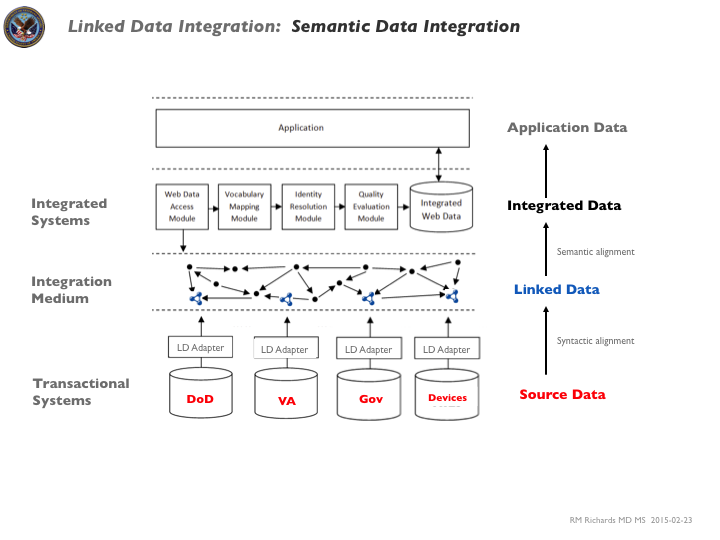 Linked Data Integration: Semantic Data Integration
Application
Application Data
Integrated
Systems
Web Data
Access
Module
Vocabulary
Mapping
Module
Identity
Resolution
Module
Quality
Evaluation
Module
Integrated
Web Data
Integrated Data
Semantic alignment
Integration
Medium
Linked Data
Syntactic alignment
LD Adapter
LD Adapter
LD Adapter
LD Adapter
Transactional
Systems
DoD
VA
Gov
Devices
Source Data
RM Richards MD MS 2015-02-23